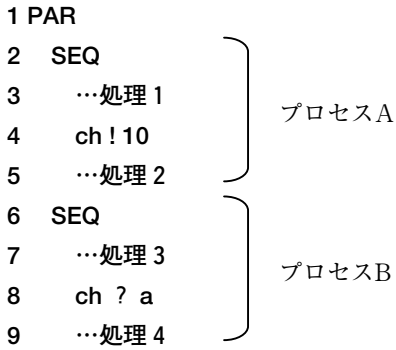 1 PAR
2 SEQ
3 …処理 1
プロセスA
4 ch ! 10
5 …処理 2
6 SEQ
7 …処理 3
プロセスB
8 ch ? a
9 …処理 4